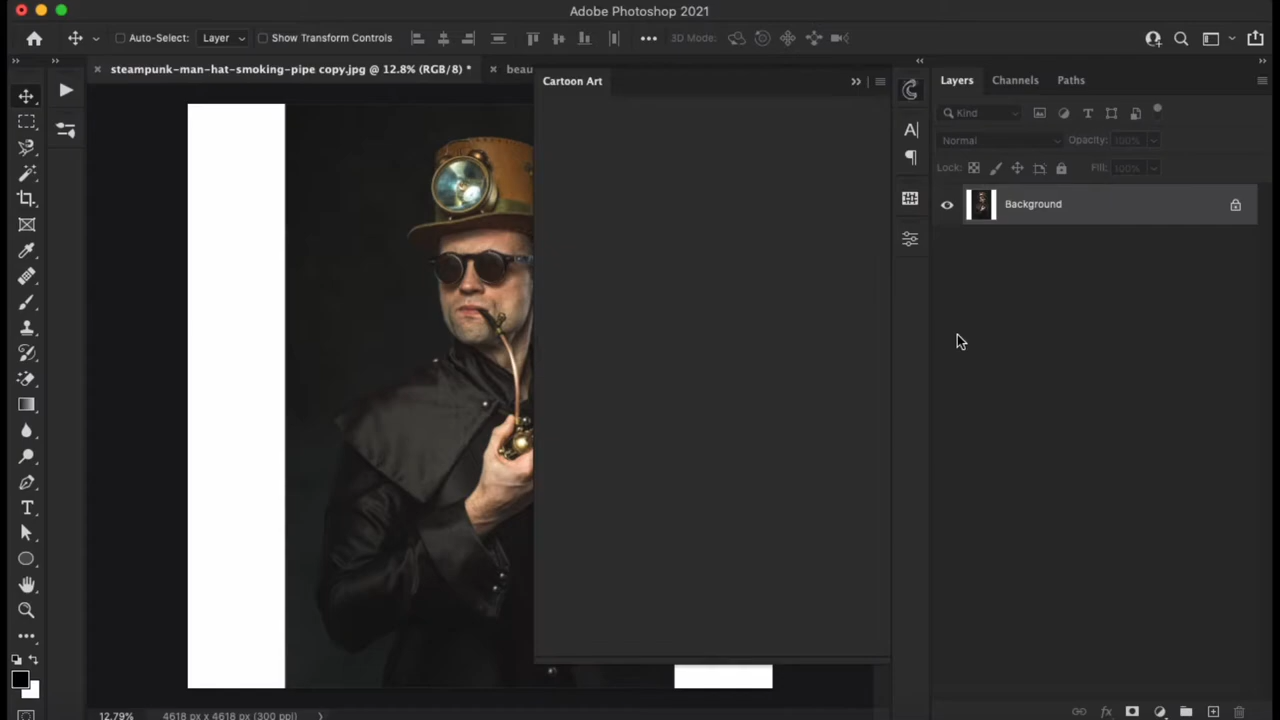 Adobe Photoshop 2021
Auto-Select: Layer Show Transform Controls 3D Mode:
steampunk-man-hat-smoking-pipe copy.jpg @ 12.8% (RGB/8) * beau
Cartoon Art
Layers Channels Paths
Kind
Normal Opacity: 100%
Lock: Fill: 100%
Background
12.79% 4618 px x 4618 px (300 ppi)